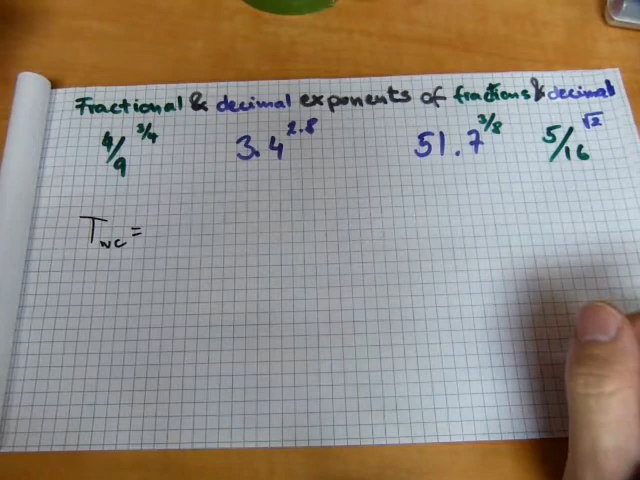 Fractional & decimal exponents of fractions & decimals
4/9^3/4 3.4^2.8 51.7^3/8 5/16^√2
Twc =